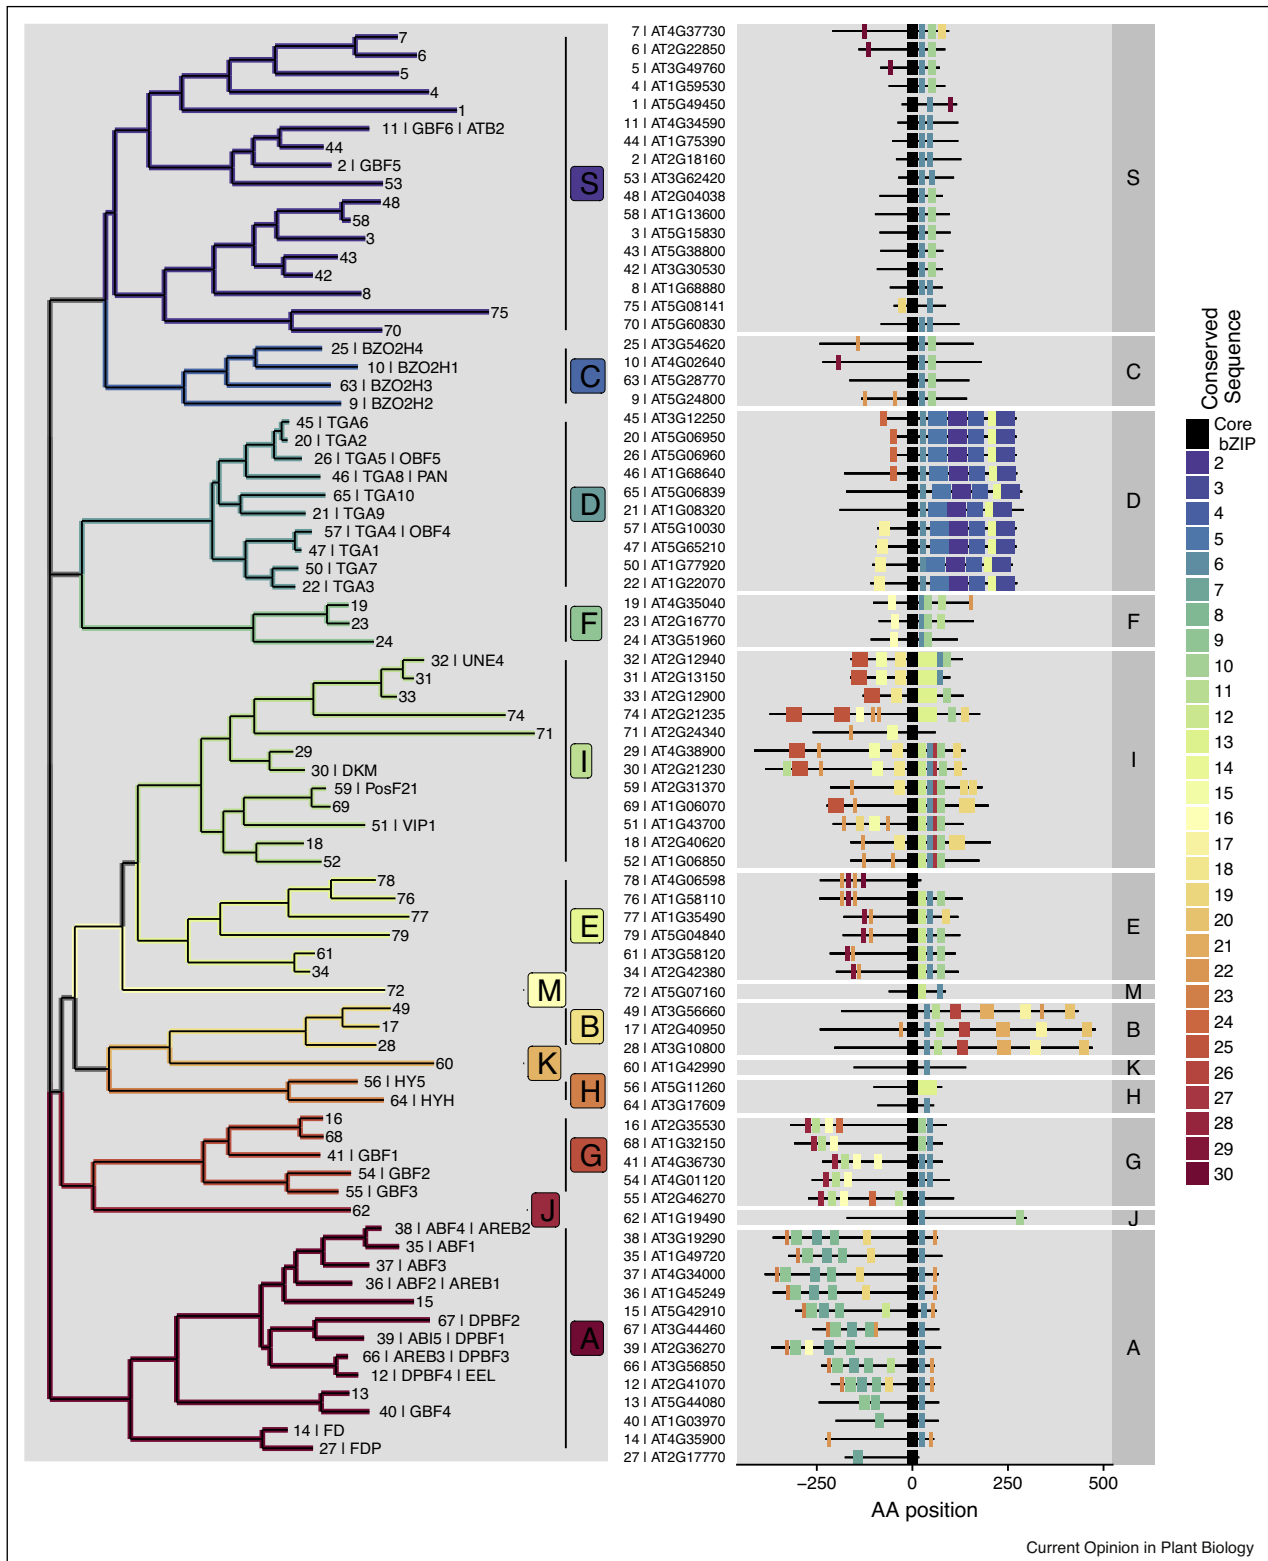 7
6
5
4
1
11 | GBF6 | ATB2
44
2 | GBF5
53
48
58
3
43
42
8
75
70
S
25 | BZO2H4
10 | BZO2H1
63 | BZO2H3
9 | BZO2H2
C
45 | TGA6
20 | TGA2
26 | TGA5 | OBF5
46 | TGA8 | PAN
65 | TGA10
21 | TGA9
57 | TGA4 | OBF4
47 | TGA1
50 | TGA7
22 | TGA3
D
19
23
24
F
32 | UNE4
31
33
74
71
29
30 | DKM
59 | PosF21
69
51 | VIP1
18
52
I
78
76
77
79
61
34
E
72
M
49
17
28
B
60
K
56 | HY5
64 | HYH
H
16
68
41 | GBF1
54 | GBF2
55 | GBF3
G
62
J
38 | ABF4 | AREB2
35 | ABF1
37 | ABF3
36 | ABF2 | AREB1
15
67 | DPBF2
39 | ABI5 | DPBF1
66 | AREB3 | DPBF3
12 | DPBF4 | EEL
13
40 | GBF4
14 | FD
27 | FDP
A
7 | AT4G37730
6 | AT2G22850
5 | AT3G49760
4 | AT1G59530
1 | AT5G49450
11 | AT4G34590
44 | AT1G75390
2 | AT2G18160
53 | AT3G62420
48 | AT2G04038
58 | AT1G13600
3 | AT5G15830
43 | AT5G38800
42 | AT3G30530
8 | AT1G68880
75 | AT5G08141
70 | AT5G60830
S
25 | AT3G54620
10 | AT4G02640
63 | AT5G28770
9 | AT5G24800
C
45 | AT3G12250
20 | AT5G06950
26 | AT5G06960
46 | AT1G68640
65 | AT5G06839
21 | AT1G08320
57 | AT5G10030
47 | AT5G65210
50 | AT1G77920
22 | AT1G22070
D
19 | AT4G35040
23 | AT2G16770
24 | AT3G51960
F
32 | AT2G12940
31 | AT2G13150
33 | AT2G12900
74 | AT2G21235
71 | AT2G24340
29 | AT4G38900
30 | AT2G21230
59 | AT2G31370
69 | AT1G06070
51 | AT1G43700
18 | AT2G40620
52 | AT1G06850
I
78 | AT4G06598
76 | AT1G58110
77 | AT1G35490
79 | AT5G04840
61 | AT3G58120
34 | AT2G42380
E
72 | AT5G07160
M
49 | AT3G56660
17 | AT2G40950
28 | AT3G10800
B
60 | AT1G42990
K
56 | AT5G11260
64 | AT3G17609
H
16 | AT2G35530
68 | AT1G32150
41 | AT4G36730
54 | AT4G01120
55 | AT2G46270
G
62 | AT1G19490
J
38 | AT3G19290
35 | AT1G49720
37 | AT4G34000
36 | AT1G45249
15 | AT5G42910
67 | AT3G44460
39 | AT2G36270
66 | AT3G56850
12 | AT2G41070
13 | AT5G44080
40 | AT1G03970
14 | AT4G35900
27 | AT2G17770
A
−250 0 250 500
AA position
Conserved
Sequence
Core
bZIP
2
3
4
5
6
7
8
9
10
11
12
13
14
15
16
17
18
19
20
21
22
23
24
25
26
27
28
29
30
Current Opinion in Plant Biology